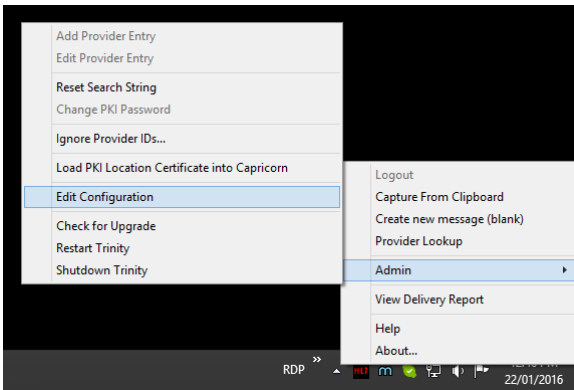 Add Provider Entry
Edit Provider Entry
Reset Search String
Change PKI Password
Ignore Provider IDs...
Load PKI Location Certificate into Capricorn
Edit Configuration
Check for Upgrade
Restart Trinity
Shutdown Trinity
Logout
Capture From Clipboard
Create new message (blank)
Provider Lookup
Admin
View Delivery Report
Help
About...
RDP
HL7
m
22/01/2016